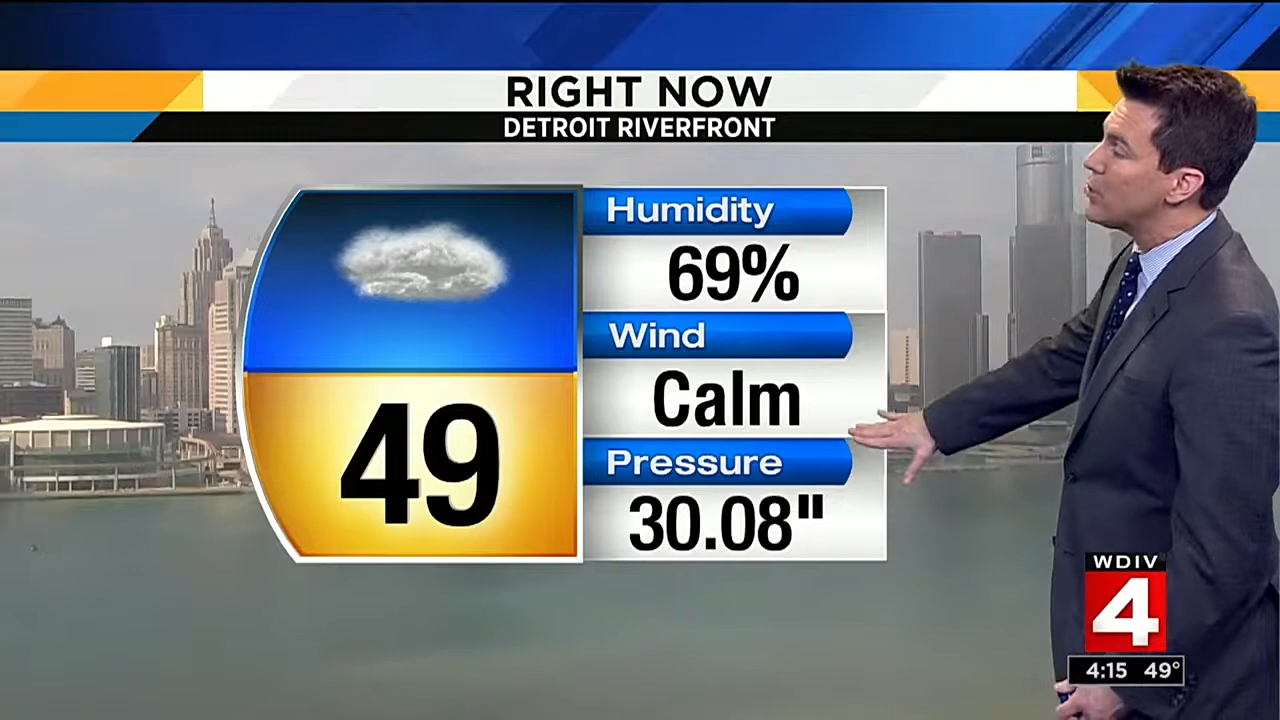 RIGHT NOW
DETROIT RIVERFRONT
49
Humidity
69%
Wind
Calm
Pressure
30.08"
WDIV
4
4:15 49°